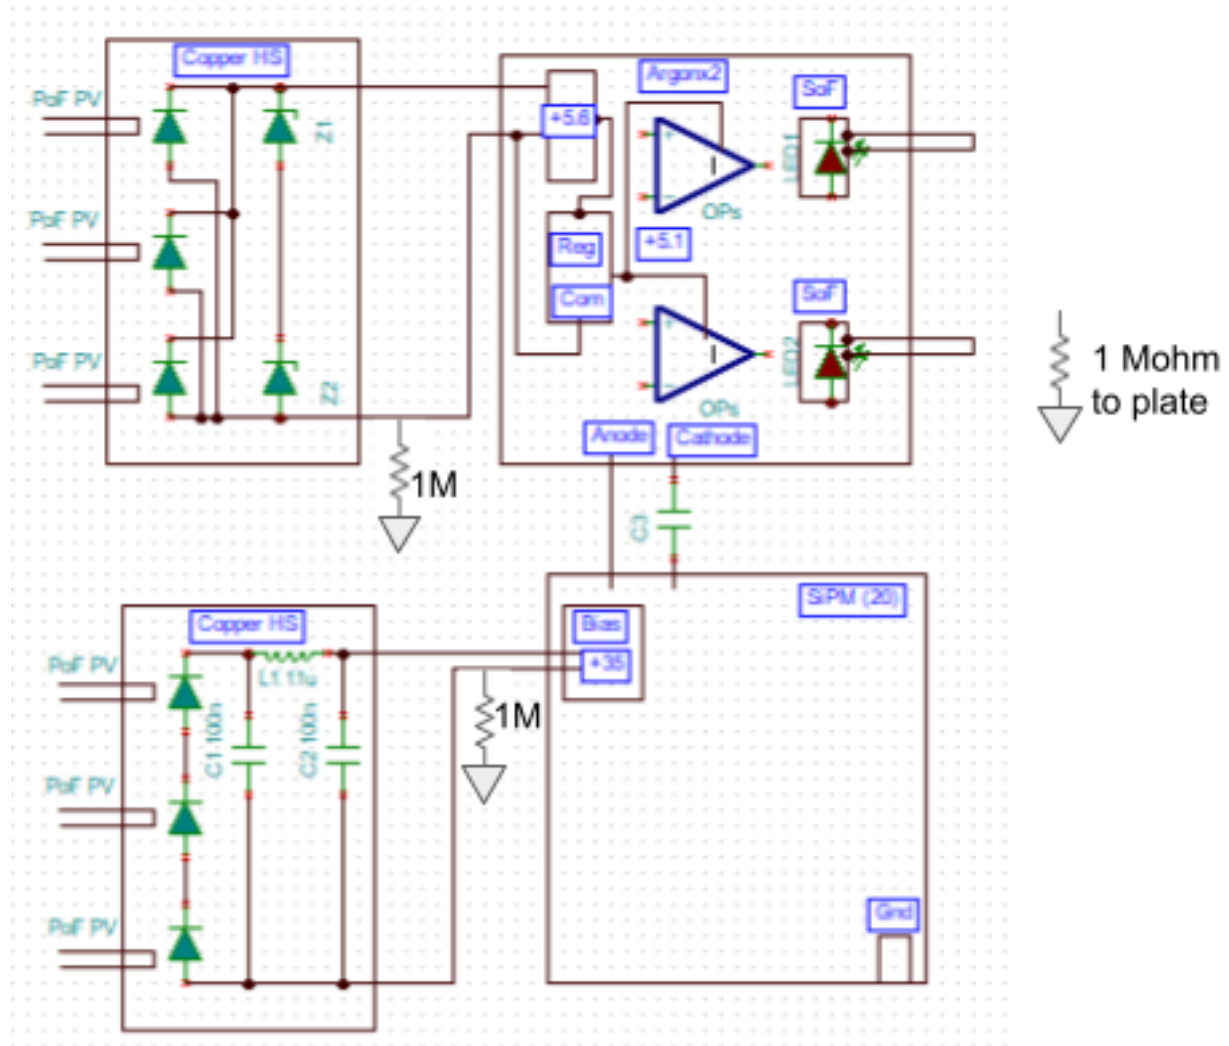 Copper HS
PoF PV
Z1
PoF PV
PoF PV
Z2
1M
Argonx2
+5.6
SoF
LED1
OPs
Reg
+5.1
Com
SoF
LED2
OPs
Anode
Cathode
C3
1 Mohm
to plate
Copper HS
PoF PV
L1 11u
C1 100n
C2 100n
PoF PV
PoF PV
1M
Bias
+35
SiPM (20)
Gnd